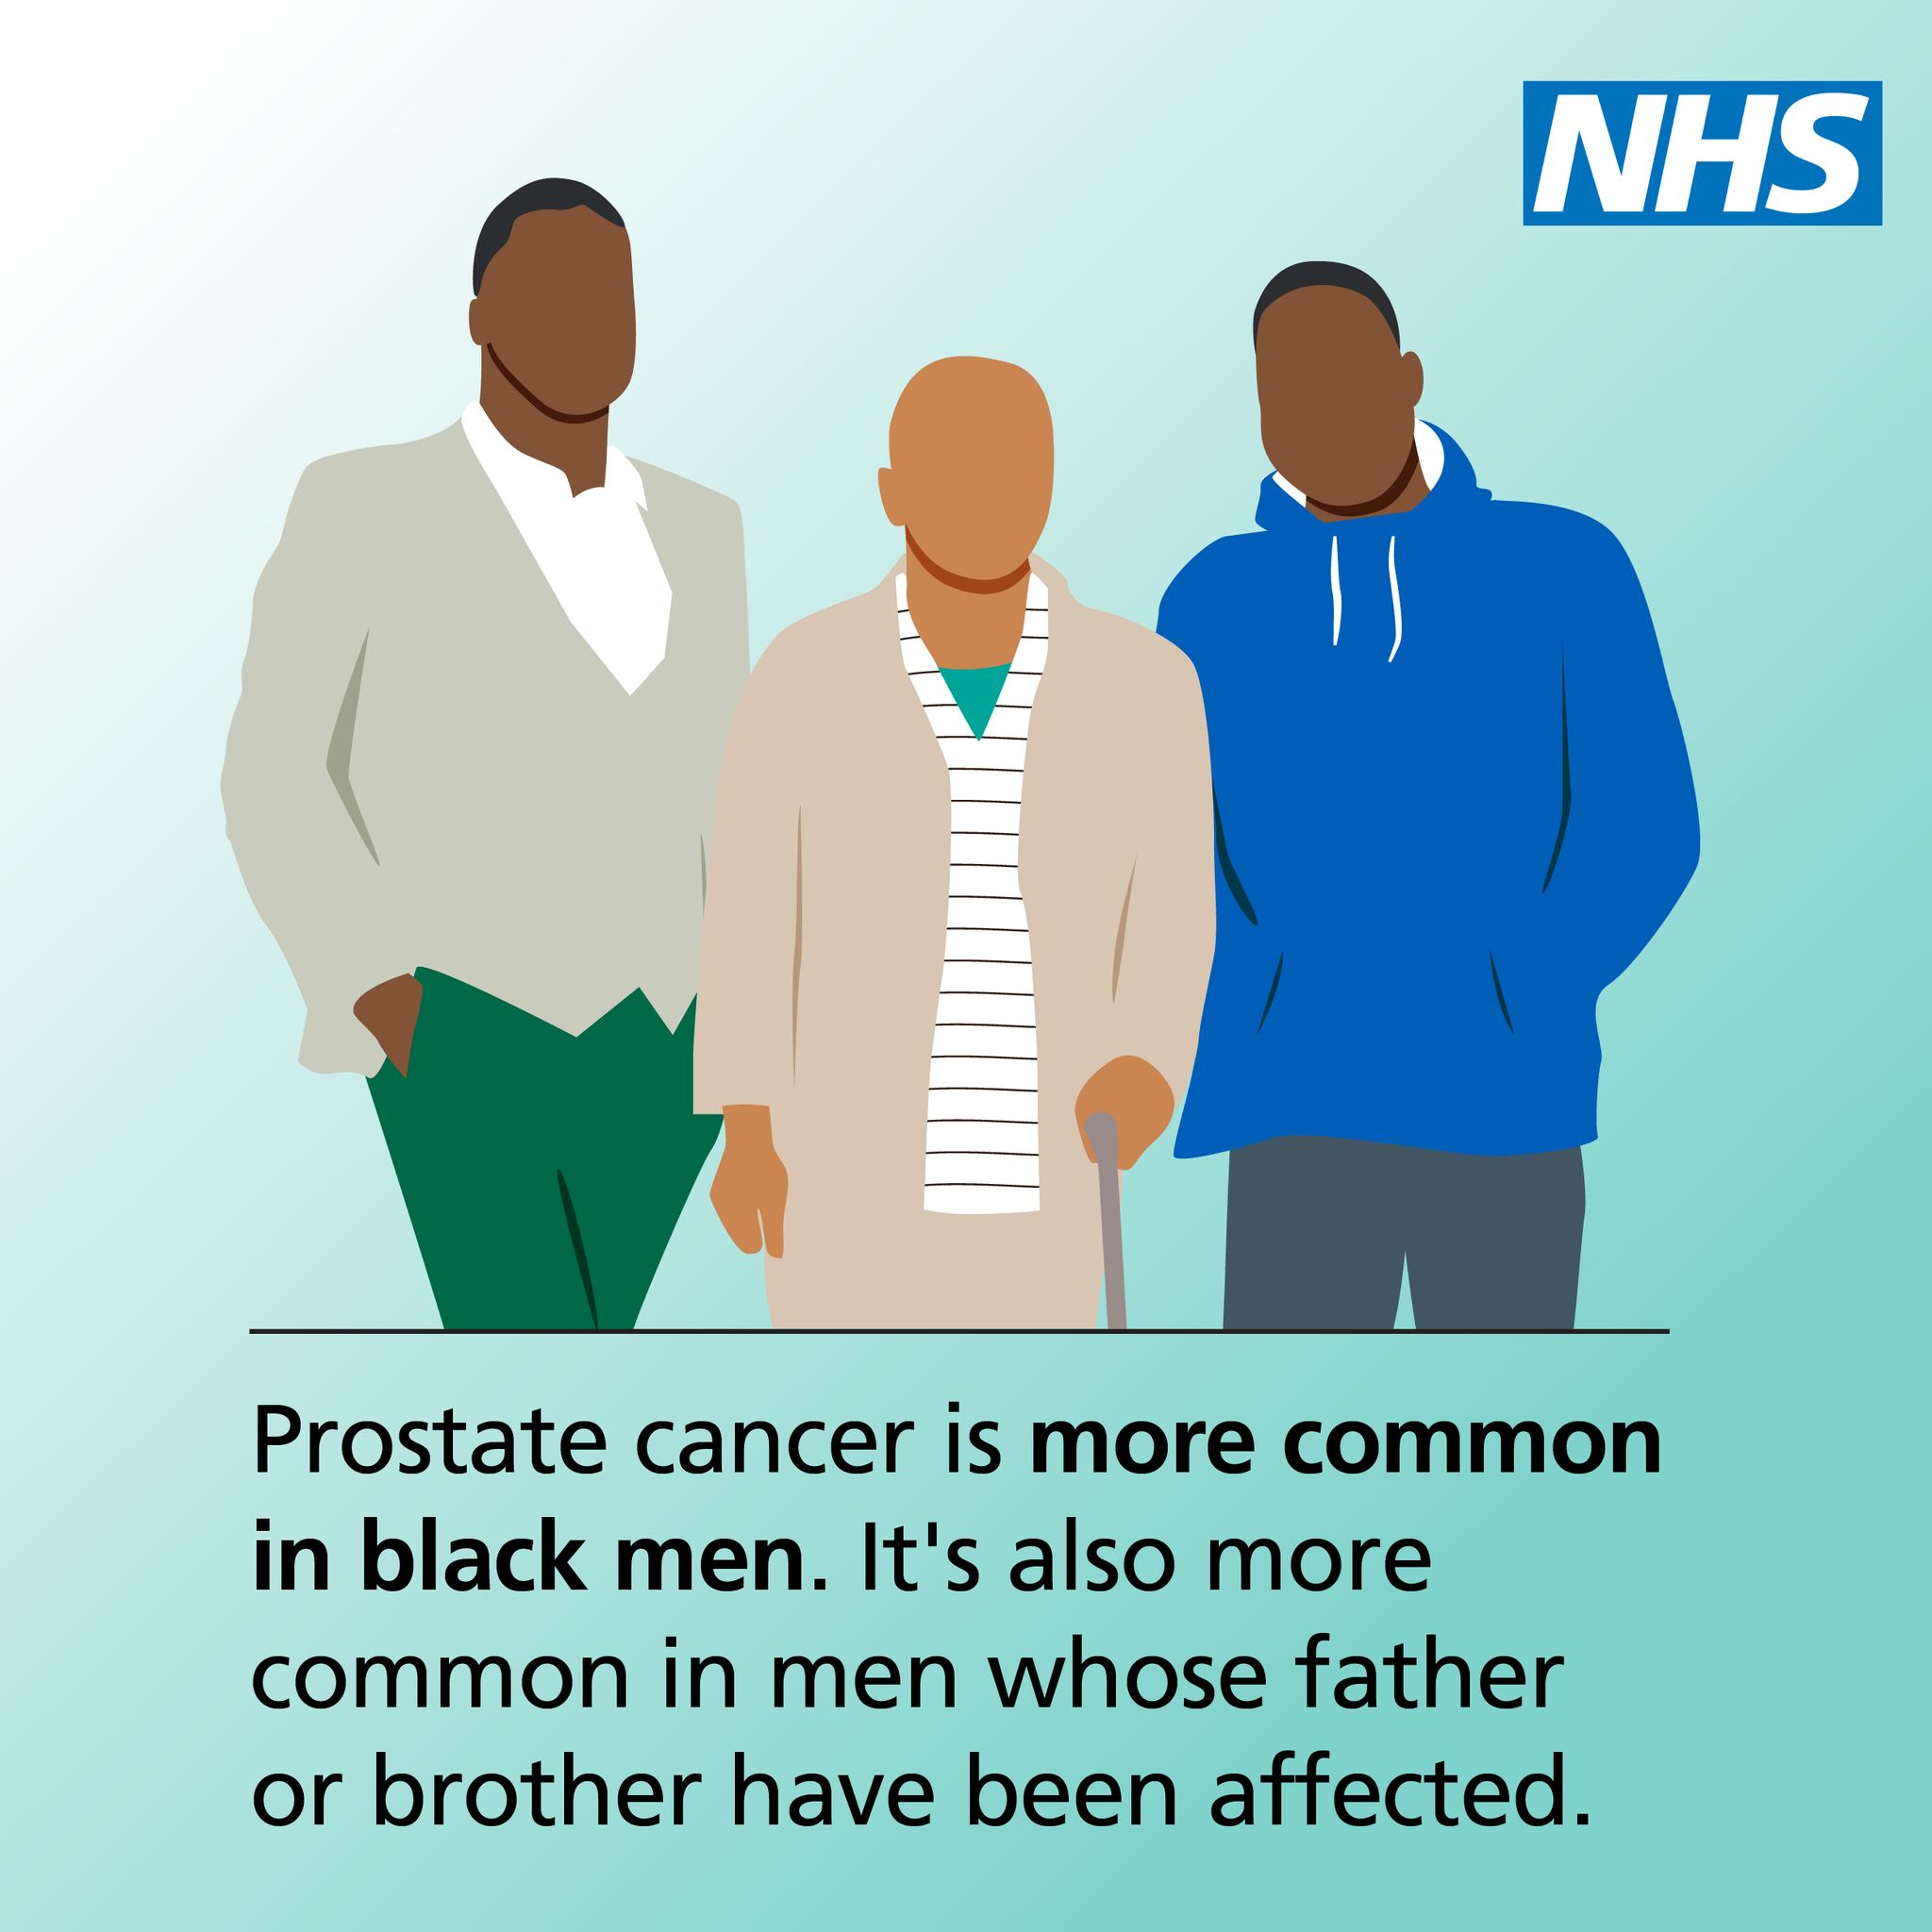 NHS
Prostate cancer is more common
in black men. It's also more
common in men whose father
or brother have been affected.